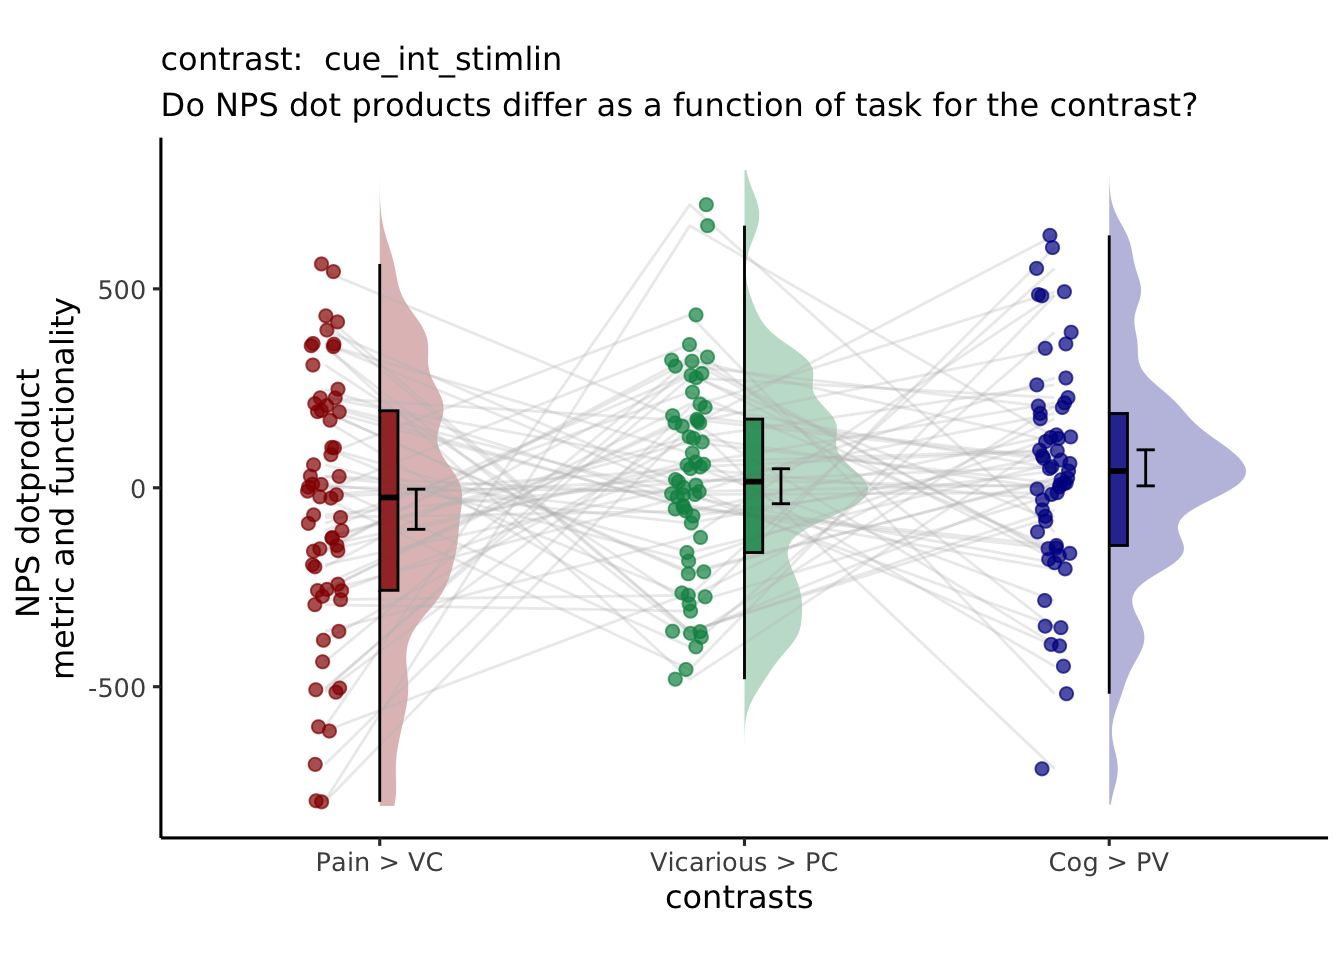 contrast:  cue_int_stimlin
Do NPS dot products differ as a function of task for the contrast?
NPS dotproduct
metric and functionality
500
0
-500
Pain > VC
Vicarious > PC
Cog > PV
contrasts